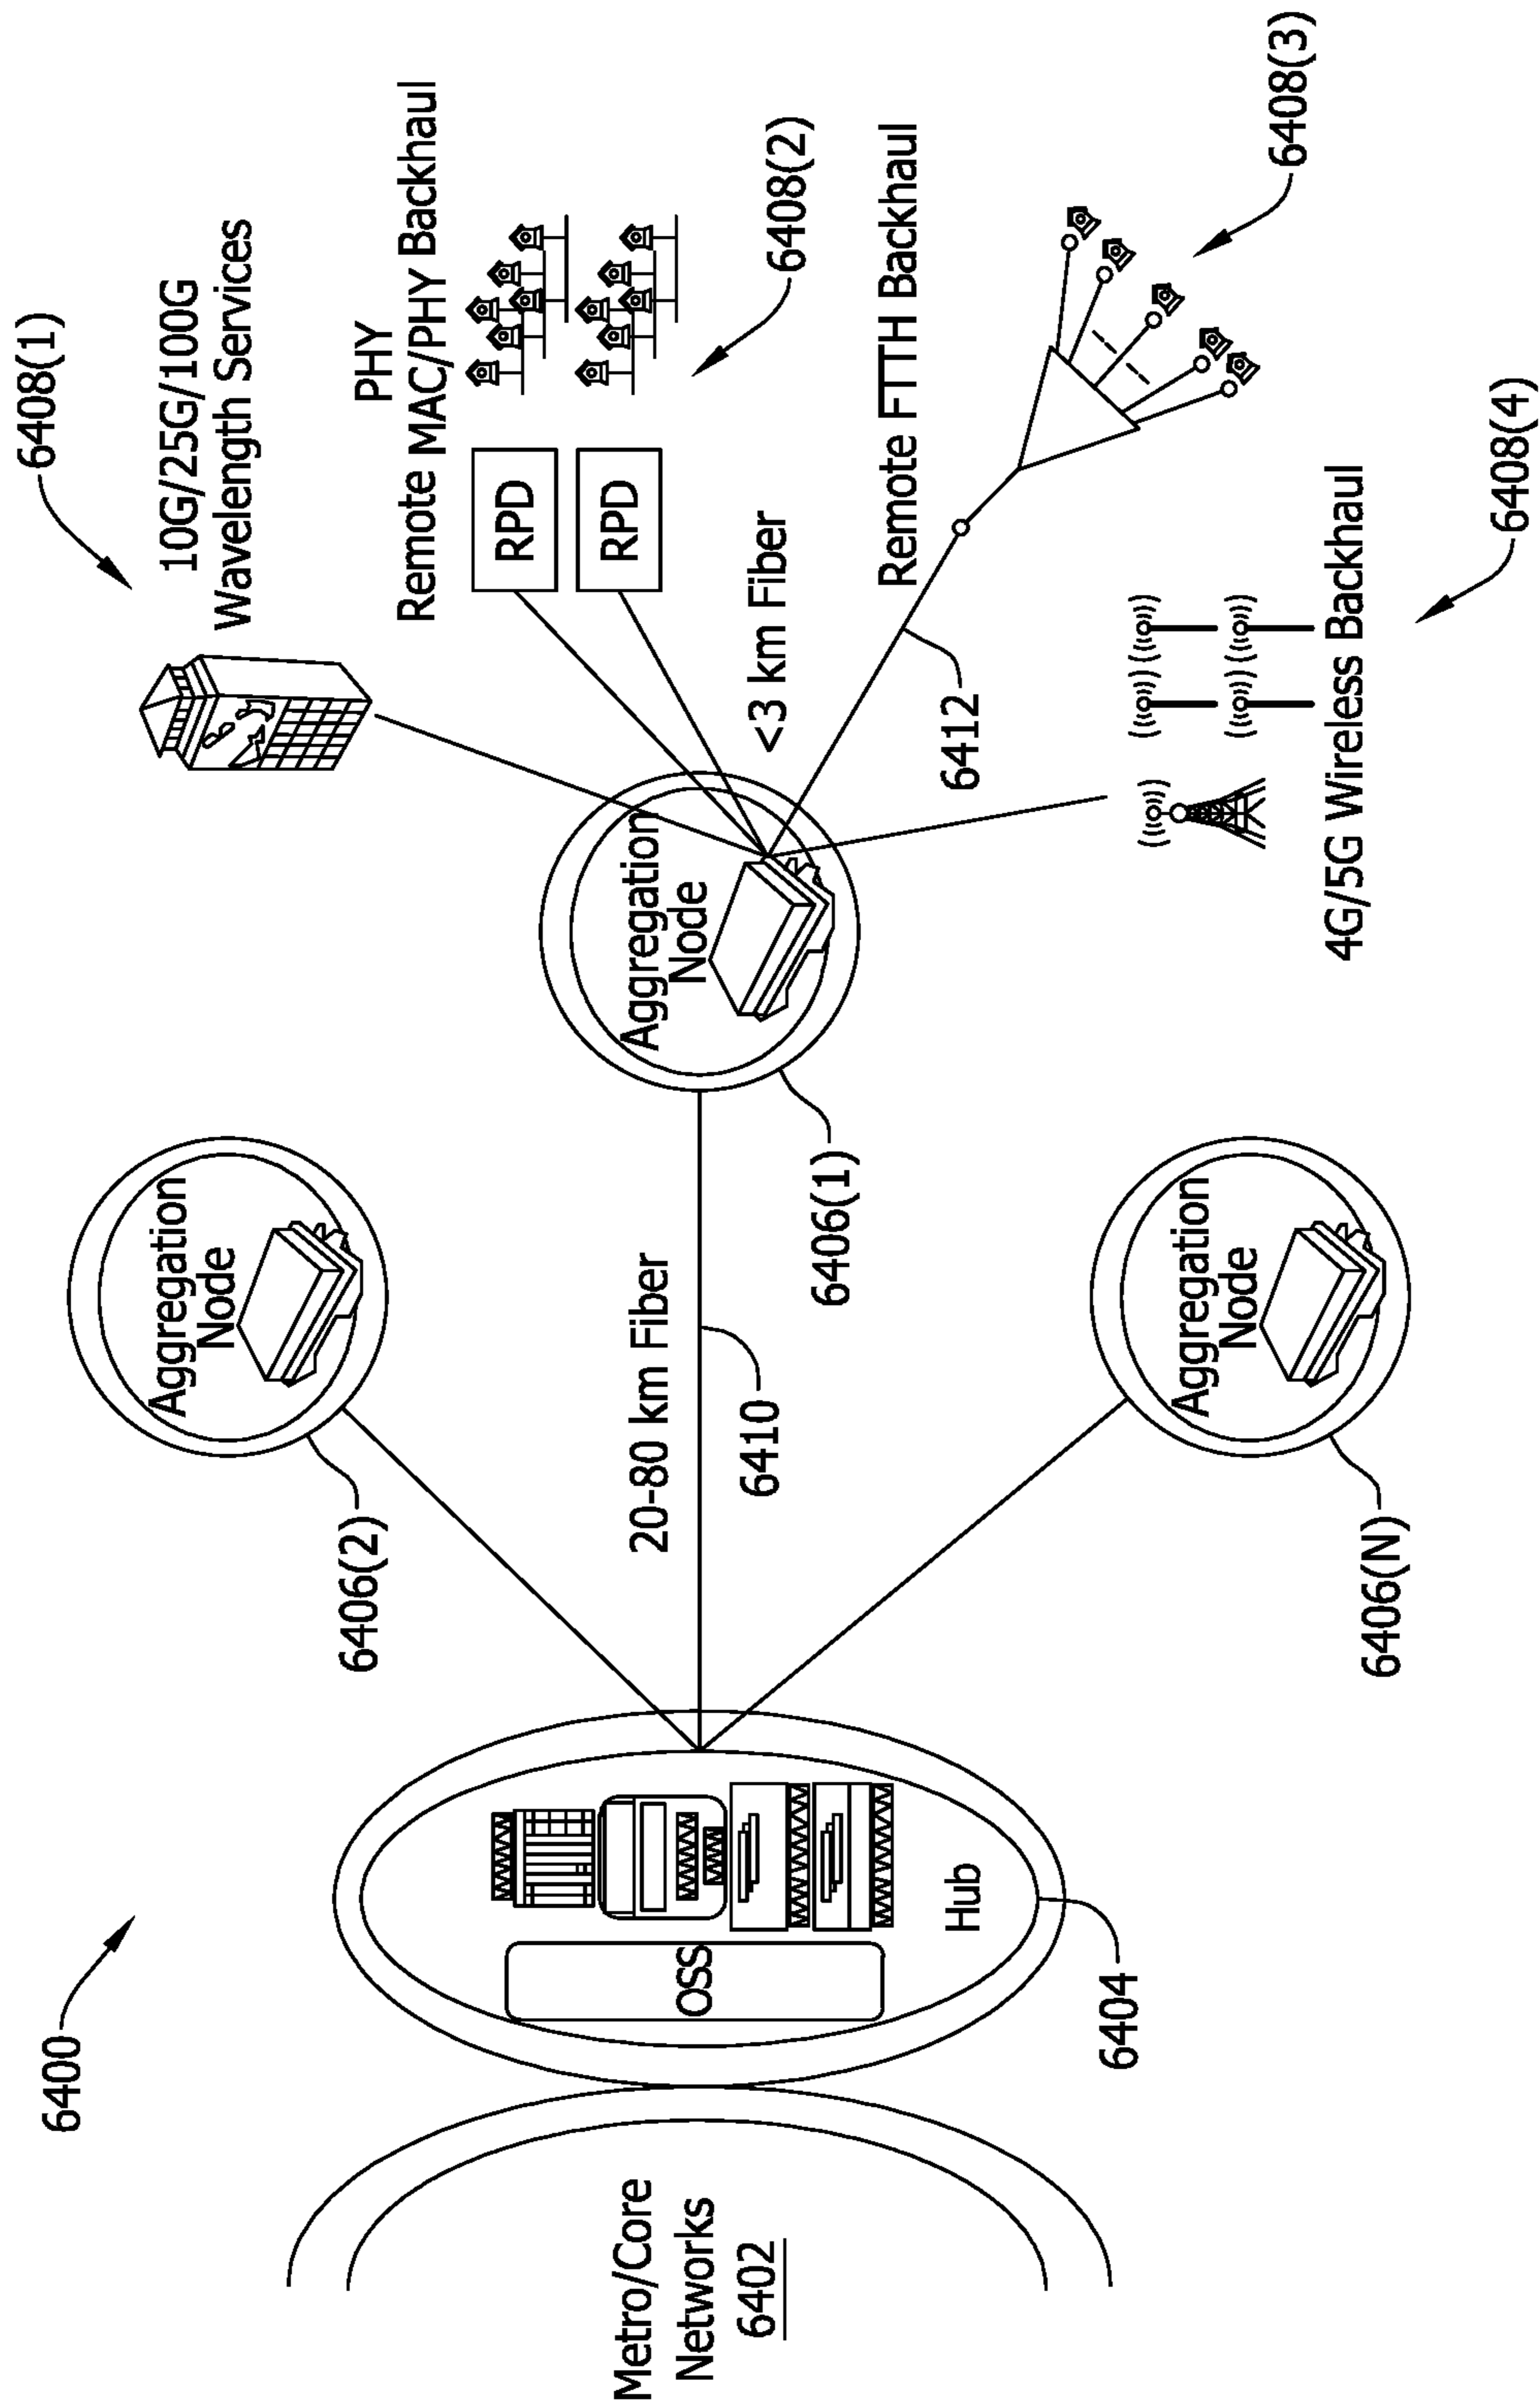 6400
Metro/Core
Networks
6402
OSS
Hub
6404
6406(2)
Aggregation
Node
20-80 km Fiber
6410
Aggregation
Node
6406(1)
6406(N)
Aggregation
Node
6408(1)
10G/25G/100G
Wavelength Services
PHY
Remote MAC/PHY Backhaul
RPD
RPD
6408(2)
<3 km Fiber
Remote FTTH Backhaul
6412
6408(3)
4G/5G Wireless Backhaul
6408(4)